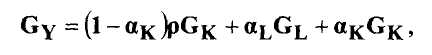 G_Y = (1 - α_K)ρG_K + α_L G_L + α_K G_K ,